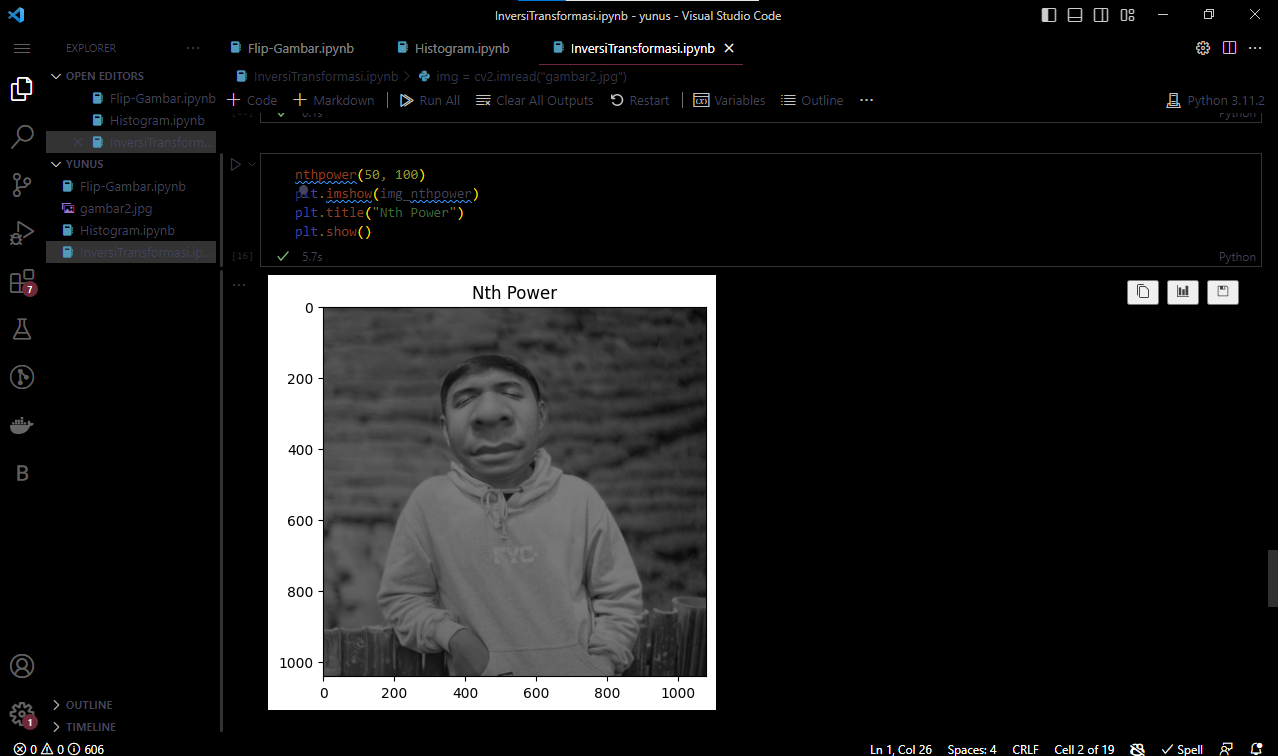 InversiTransformasi.ipynb - yunus - Visual Studio Code
EXPLORER
Flip-Gambar.ipynb
Histogram.ipynb
InversiTransformasi.ipynb
OPEN EDITORS
Flip-Gambar.ipynb
Histogram.ipynb
InversiTransform...
YUNUS
Flip-Gambar.ipynb
gambar2.jpg
Histogram.ipynb
InversiTransformasi.ip...
OUTLINE
TIMELINE
InversiTransformasi.ipynb > img = cv2.imread("gambar2.jpg")
Code Markdown Run All Clear All Outputs Restart Variables Outline ... Python 3.11.2
0.1s Python
nthpower(50, 100)
plt.imshow(img_nthpower)
plt.title("Nth Power")
plt.show()
[16] 5.7s Python
Nth Power
0
200
400
600
800
1000
0 200 400 600 800 1000
FYC
7
B
1
0 0 606
Ln 1, Col 26 Spaces: 4 CRLF Cell 2 of 19 Spell